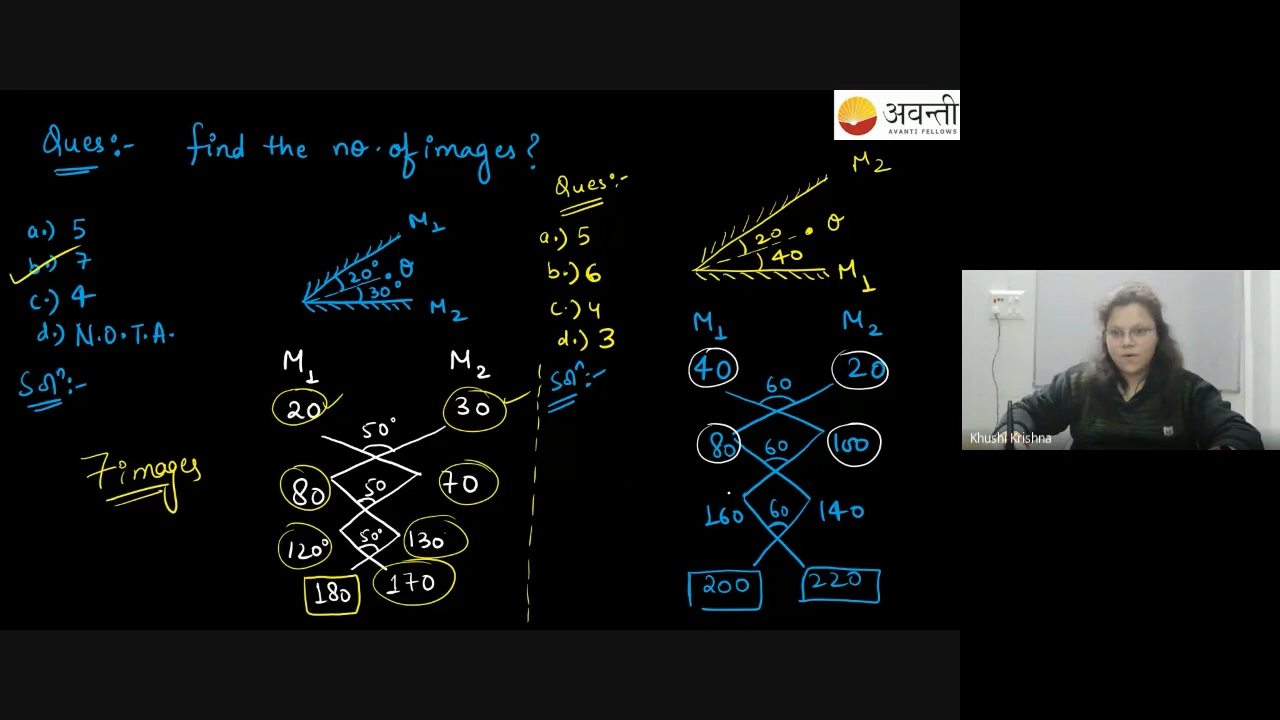 अवन्ती
AVANTI FELLOWS
Ques:- find the no. of images?
a.) 5
b.) 7
c.) 4
d.) N.O.T.A.
M1
20°
O
30°
M2
Soln:-
7 images
M1 M2
20 30
50°
80 70
50
120° 130
50°
180 170
Ques:-
a.) 5
b.) 6
c.) 4
d.) 3
M2
20
O
40
M1
Soln:-
M1 M2
40 20
60
80 100
60
160 140
60
200 220
Khushi Krishna